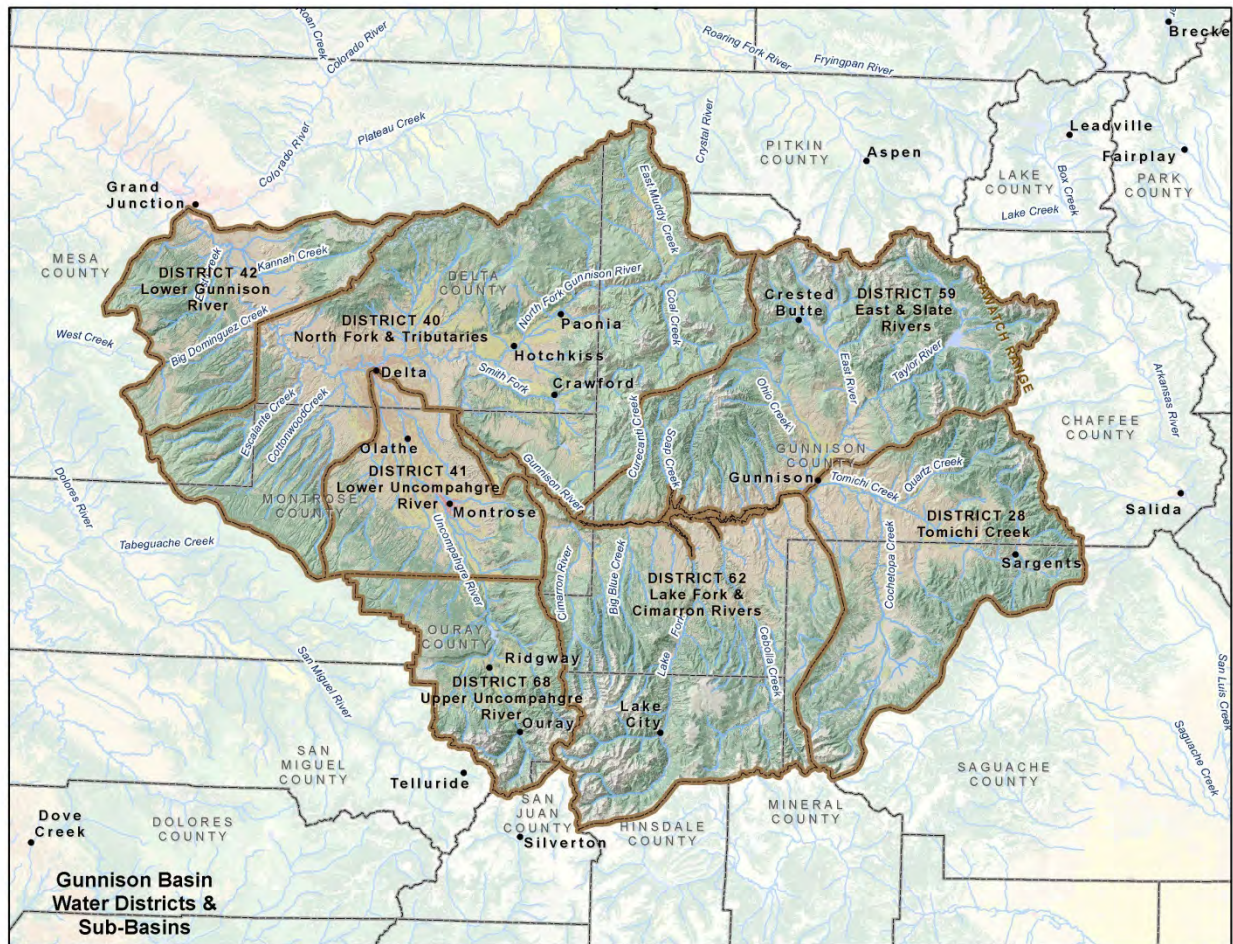 Roan Creek
Colorado River
Roaring Fork River
Fryingpan River
Brecke
Plateau Creek
Crystal River
Colorado River
PITKIN
COUNTY
Aspen
Leadville
LAKE
COUNTY
Box Creek
Fairplay
PARK
COUNTY
Lake Creek
Grand
Junction
East Muddy Creek
MESA
COUNTY
Kannah Creek
DISTRICT 42
Lower Gunnison
River
DELTA
COUNTY
North Fork Gunnison River
Coal Creek
Crested
Butte
DISTRICT 59
East & Slate
Rivers
SAWATCH RANGE
West Creek
Big Dominguez Creek
DISTRICT 40
North Fork & Tributaries
Paonia
Hotchkiss
East River
Taylor River
Delta
Smith Fork
Crawford
Arkansas River
Escalante Creek
CottonwoodCreek
Ohio Creek
CHAFFEE
COUNTY
Olathe
Curecanti Creek
Soap Creek
GUNNISON
COUNTY
Dolores River
DISTRICT 41
Lower Uncompahgre
River
Gunnison River
Gunnison
Tomichi Creek
Quartz Creek
MONTROSE
COUNTY
Montrose
Salida
DISTRICT 28
Tomichi Creek
Tabeguache Creek
Uncompahgre River
Sargents
Cimarron River
Big Blue Creek
DISTRICT 62
Lake Fork &
Cimarron Rivers
Cochetopa Creek
OURAY
COUNTY
Lake Fork
Cebolla Creek
San Miguel River
Ridgway
DISTRICT 68
Upper Uncompahgre
River
Ouray
Lake
City
San Luis Creek
Saguache Creek
SAN
MIGUEL
COUNTY
Telluride
SAGUACHE
COUNTY
SAN
JUAN
COUNTY
HINSDALE
COUNTY
MINERAL
COUNTY
Dove
Creek
DOLORES
COUNTY
Silverton
Gunnison Basin
Water Districts &
Sub-Basins